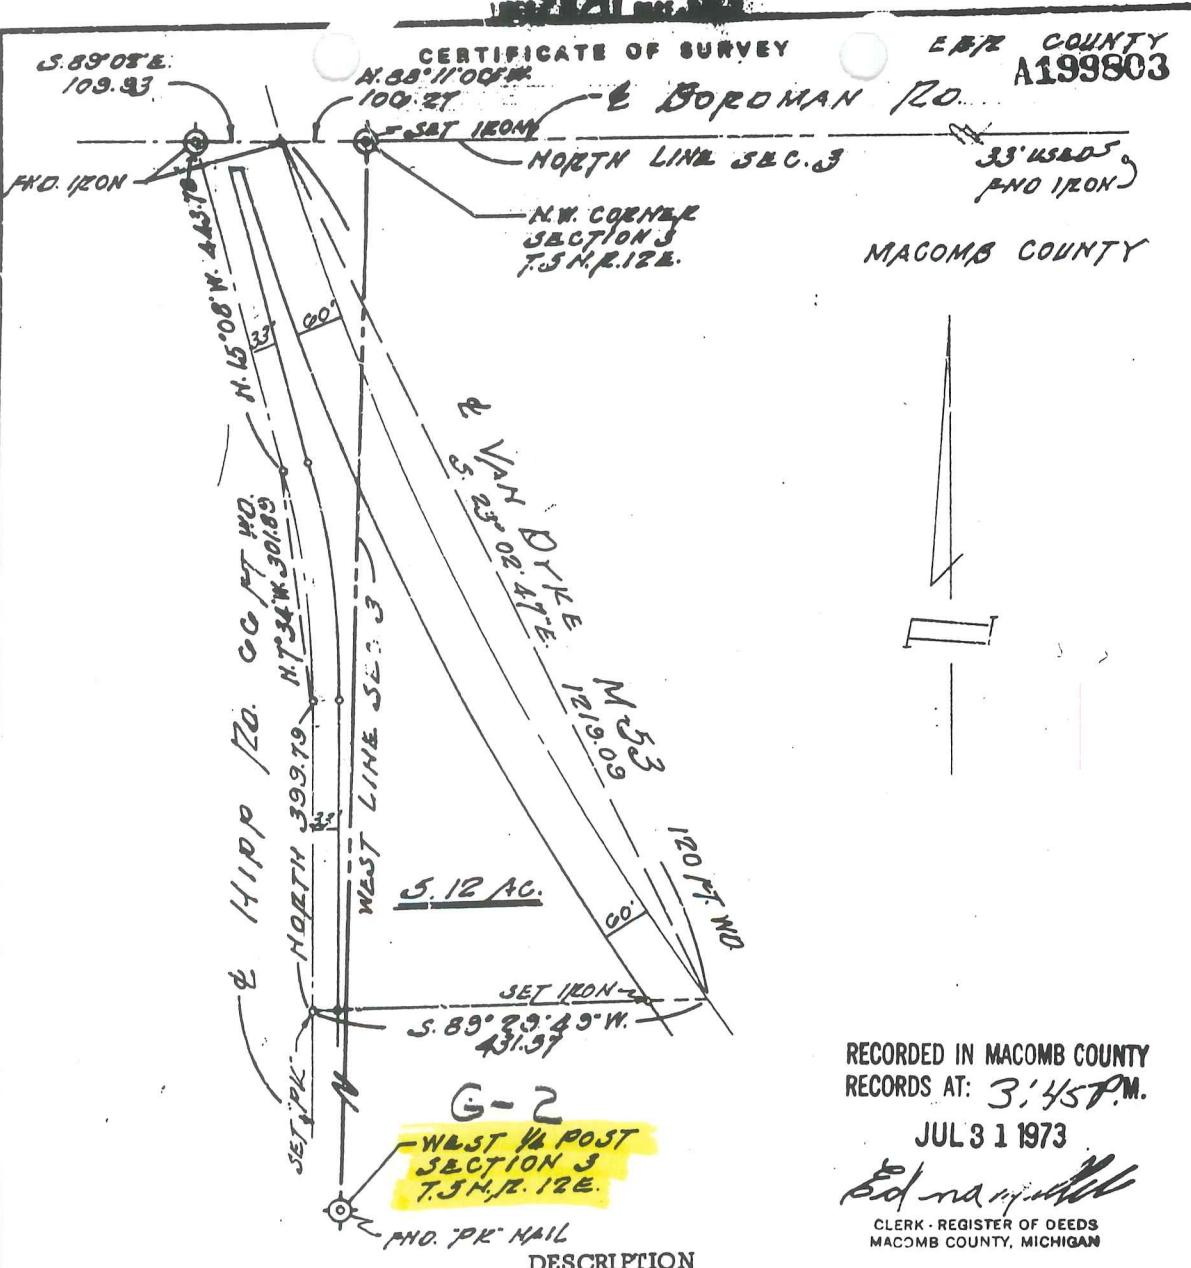 CERTIFICATE OF SURVEY
COUNTY
A199803
S. 89°08'E.
109.93
N. 88°11'00"W.
100.27
℄ BORDMAN RD.
= SET IRON
NORTH LINE SEC. 3
33' USED
FND IRON
FND. IRON
N.W. CORNER
SECTION 3
T.5N.R.12E.
MACOMB COUNTY
N. 15°08'W. 443.78
33'
60'
℄ VAN DYKE
S. 23° 02' 47"E.
M-53
1219.09
66 FT WD.
N. 7°34'W. 301.89
℄ HIPP RD.
NORTH 399.79
33'
WEST LINE SEC. 3
5.12 AC.
120 FT. WD.
60'
SET IRON
S. 89° 29' 49" W.
431.97
SET "PK"
G-2
WEST 1/4 POST
SECTION 3
T.5N.R.12E.
FND. "PK" NAIL
RECORDED IN MACOMB COUNTY
RECORDS AT: 3:45 P.M.
JUL 31 1973
CLERK - REGISTER OF DEEDS
MACOMB COUNTY, MICHIGAN
DESCRIPTION